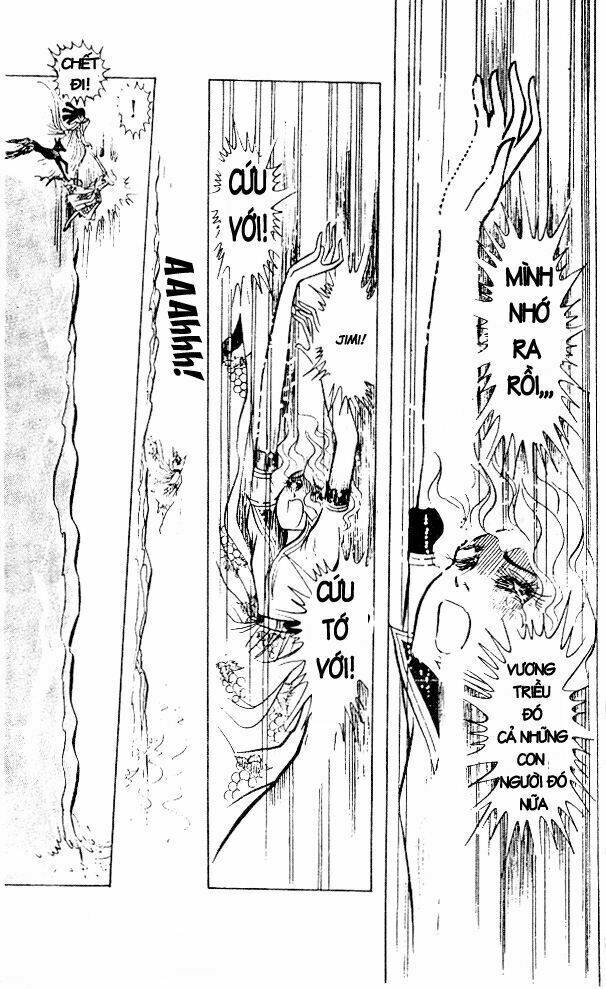 CHẾT
ĐI!
!
AAAhhh!
CỨU
VỚI!
JIMI!
CỨU
TỚ
VỚI!
MÌNH
NHỚ
RA
RỒI,,,
VƯƠNG
TRIỀU
ĐÓ
CẢ NHỮNG
CON
NGƯỜI ĐÓ
NỮA